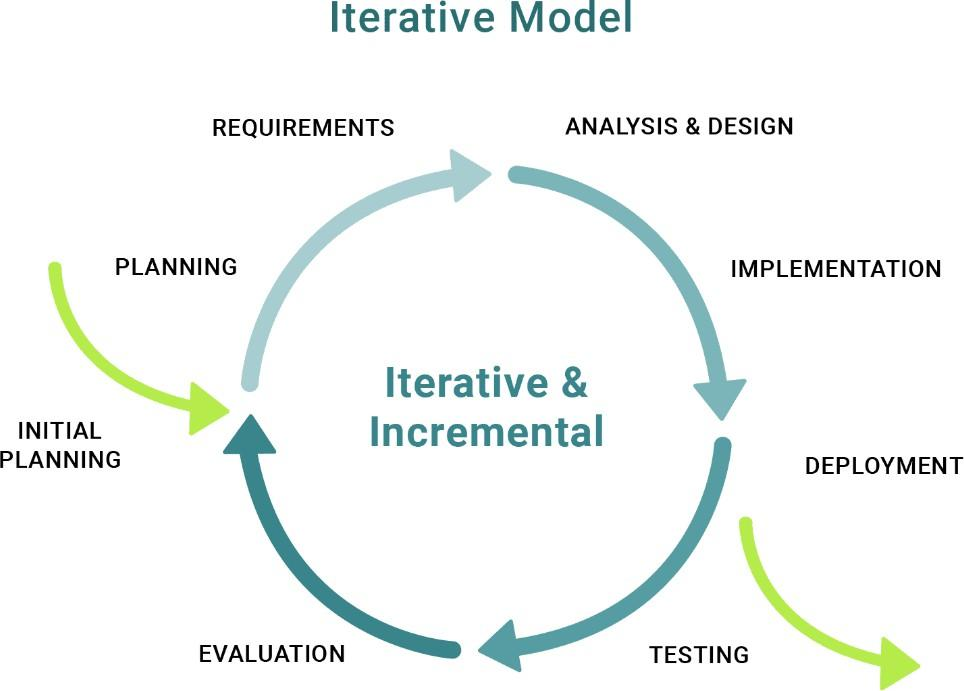 Iterative Model
REQUIREMENTS
ANALYSIS & DESIGN
PLANNING
IMPLEMENTATION
Iterative &
Incremental
INITIAL
PLANNING
DEPLOYMENT
EVALUATION
TESTING